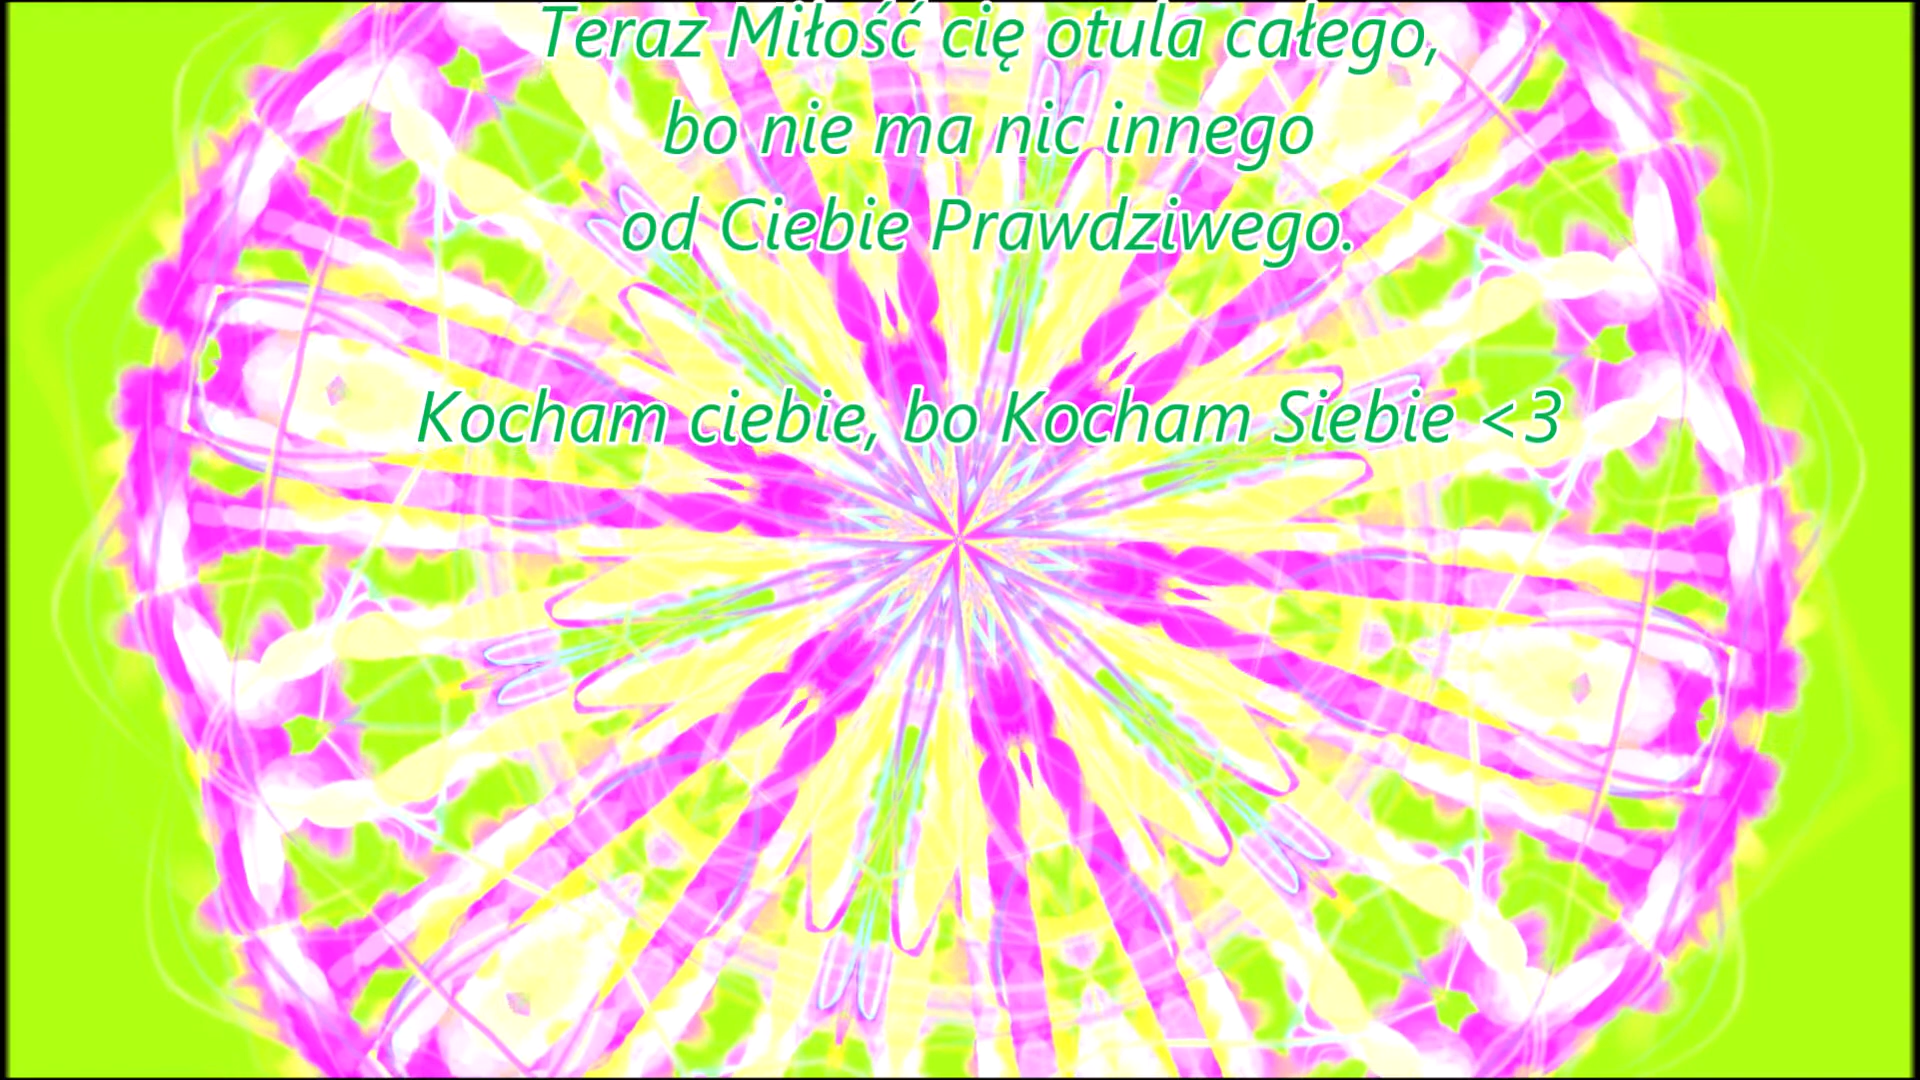 Teraz Miłość cię otula całego,
bo nie ma nic innego
od Ciebie Prawdziwego.
Kocham ciebie, bo Kocham Siebie <3